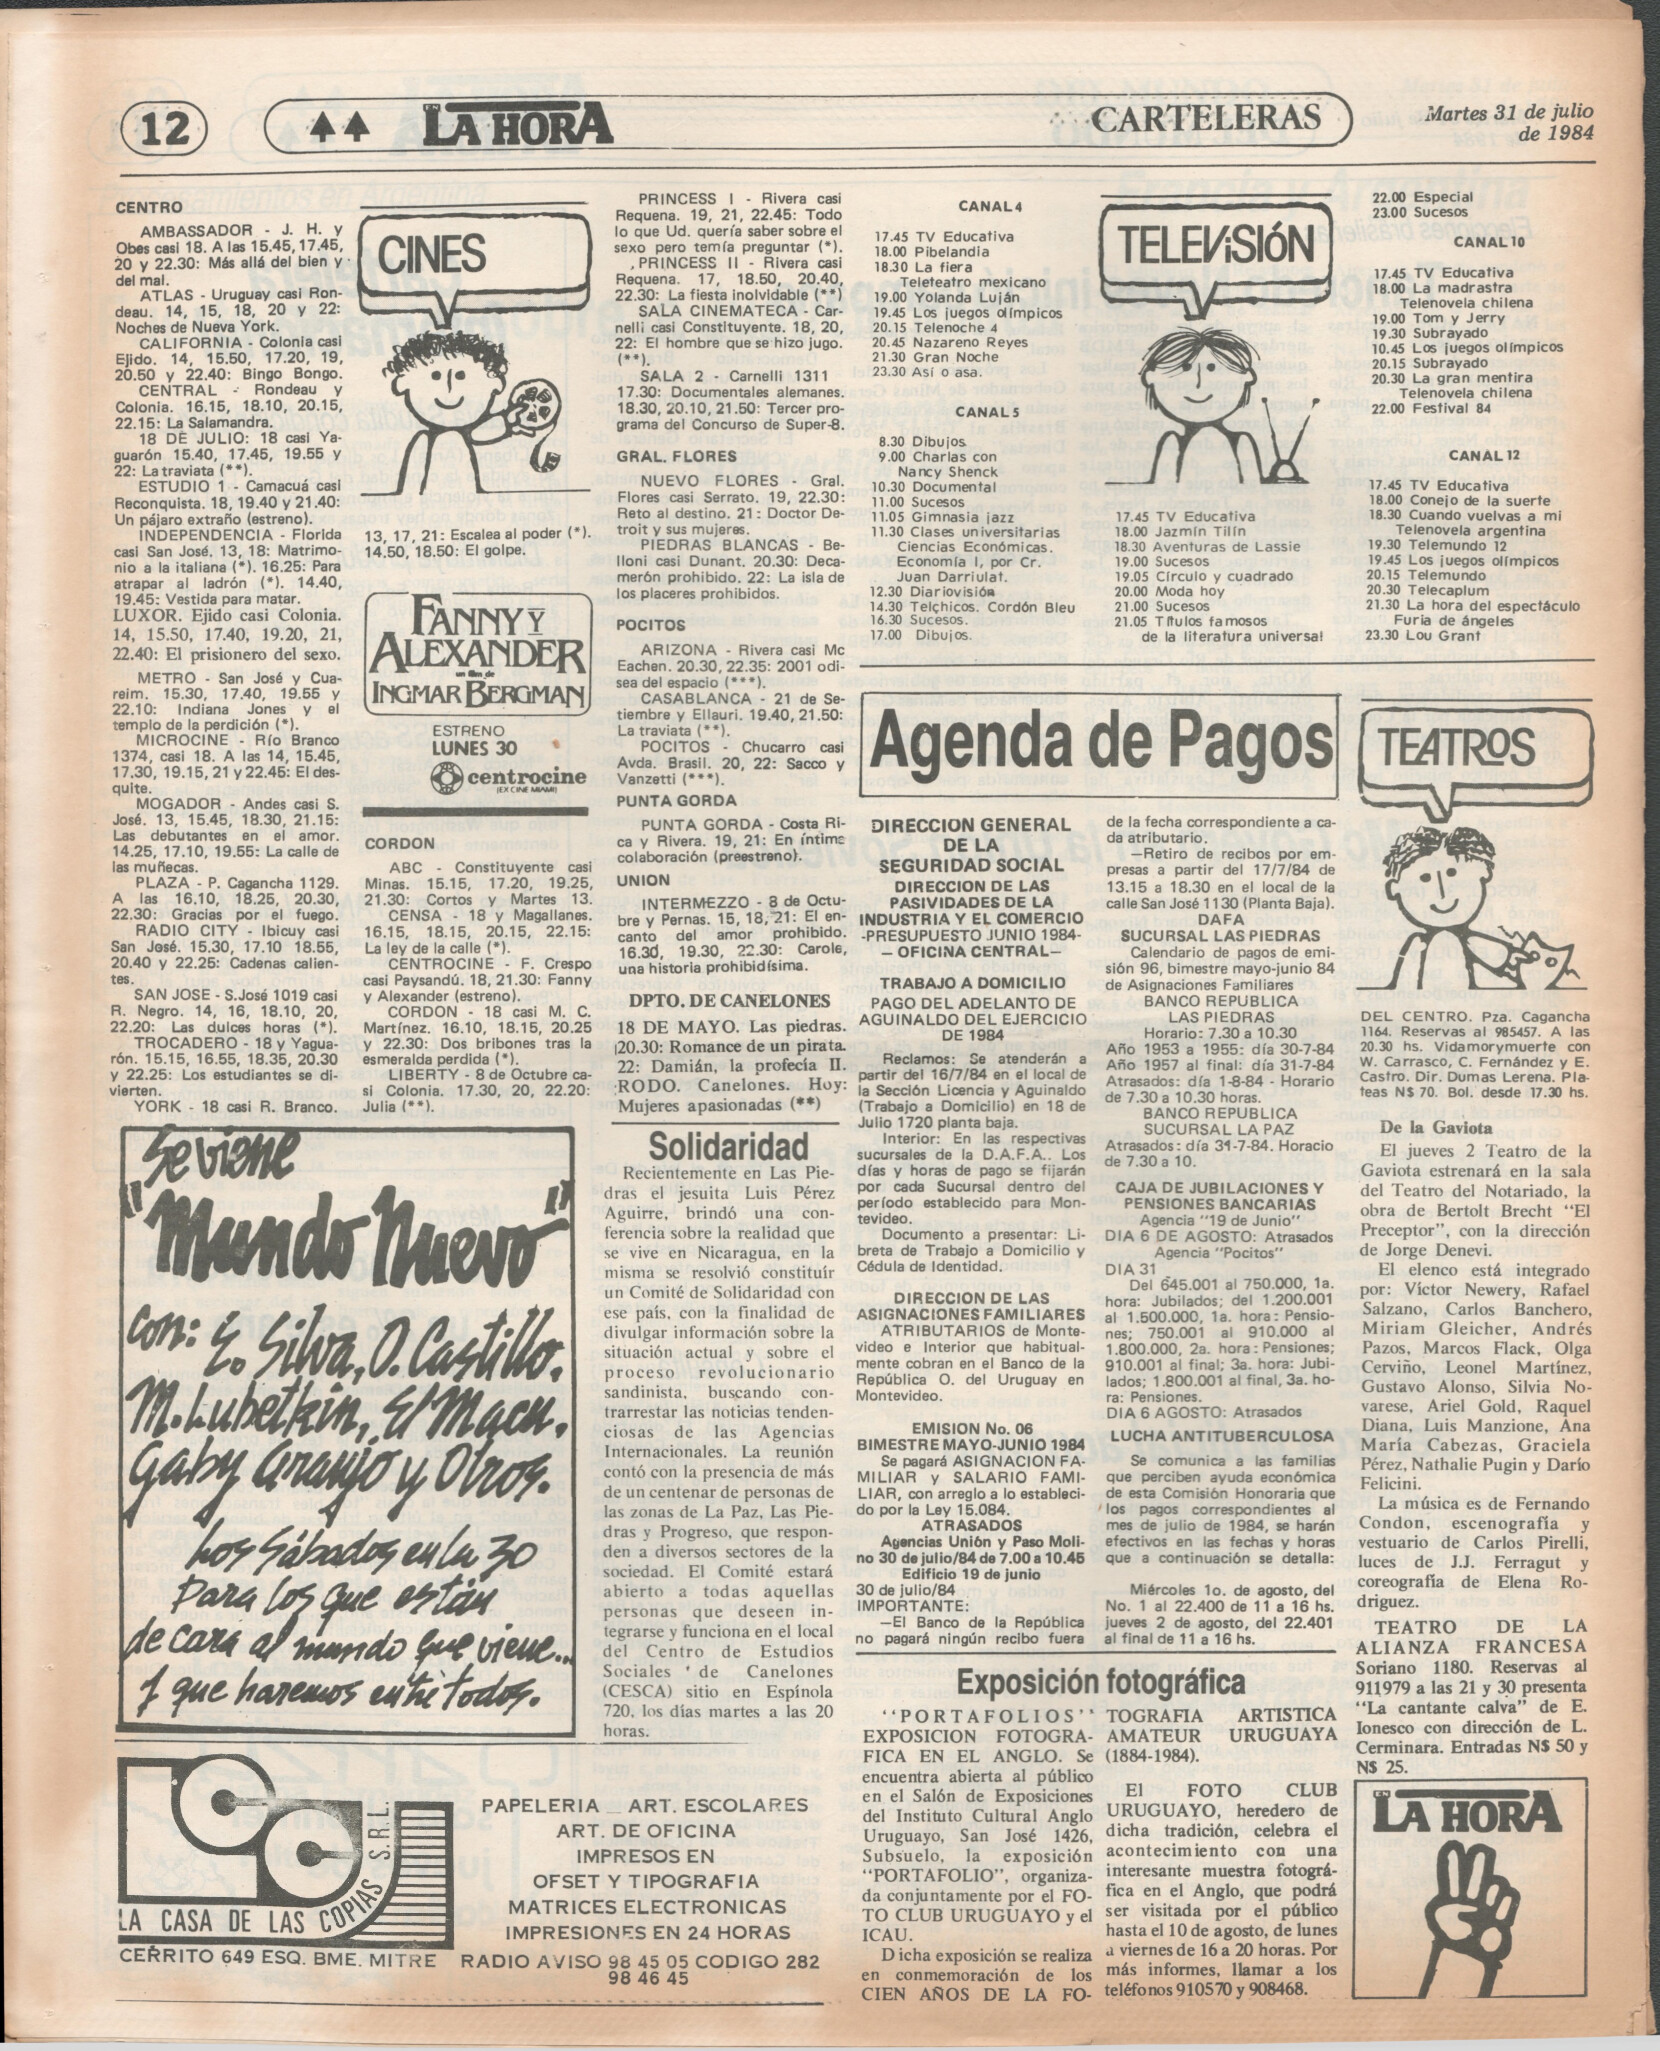 12
EN
LA HORA
CARTELERAS
Martes 31 de julio
de 1984
CENTRO
AMBASSADOR - J. H. y
Obes casi 18. A las 15.45, 17.45,
20 y 22.30: Más allá del bien y
del mal.
ATLAS - Uruguay casi Ron-
deau. 14, 15, 18, 20 y 22:
Noches de Nueva York.
CALIFORNIA - Colonia casi
Ejido. 14, 15.50, 17.20, 19,
20.50 y 22.40: Bingo Bongo.
CENTRAL - Rondeau y
Colonia. 16.15, 18.10, 20.15,
22.15: La Salamandra.
18 DE JULIO: 18 casi Ya-
guarón 15.40, 17.45, 19.55 y
22: La traviata (**).
ESTUDIO 1 - Camacuá casi
Reconquista. 18, 19.40 y 21.40:
Un pájaro extraño (estreno).
INDEPENDENCIA - Florida
casi San José. 13, 18: Matrimo-
nio a la italiana (*). 16.25: Para
atrapar al ladrón (*). 14.40,
19.45: Vestida para matar.
LUXOR. Ejido casi Colonia.
14, 15.50, 17.40, 19.20, 21,
22.40: El prisionero del sexo.
METRO - San José y Cua-
reim. 15.30, 17.40, 19.55 y
22.10: Indiana Jones y el
templo de la perdición (*).
MICROCINE - Río Branco
1374, casi 18. A las 14, 15.45,
17.30, 19.15, 21 y 22.45: El des-
quite.
MOGADOR - Andes casi S.
José. 13, 15.45, 18.30, 21.15:
Las debutantes en el amor.
14.25, 17.10, 19.55: La calle de
las muñecas.
PLAZA - P. Cagancha 1129.
A las 16.10, 18.25, 20.30,
22.30: Gracias por el fuego.
RADIO CITY - Ibicuy casi
San José. 15.30, 17.10 18.55,
20.40 y 22.25: Cadenas calien-
tes.
SAN JOSE - S.José 1019 casi
R. Negro. 14, 16, 18.10, 20,
22.20: Las dulces horas (*).
TROCADERO - 18 y Yagua-
rón. 15.15, 16.55, 18.35, 20.30
y 22.25: Los estudiantes se di-
vierten.
YORK - 18 casi R. Branco.
CINES
13, 17, 21: Escalea al poder (*).
14.50, 18.50: El golpe.
FANNY Y
ALEXANDER
un film de
INGMAR BERGMAN
ESTRENO
LUNES 30
centrocine
(EX CINE MIAMI)
CORDON
ABC - Constituyente casi
Minas. 15.15, 17.20, 19.25,
21.30: Cortos y Martes 13.
CENSA - 18 y Magallanes.
16.15, 18.15, 20.15, 22.15:
La ley de la calle (*).
CENTROCINE - F. Crespo
casi Paysandú. 18, 21.30: Fanny
y Alexander (estreno).
CORDON - 18 casi M. C.
Martínez. 16.10, 18.15, 20.25
y 22.30: Dos bribones tras la
esmeralda perdida (*).
LIBERTY - 8 de Octubre ca-
si Colonia. 17.30, 20, 22.20:
Julia (**).
PRINCESS I - Rivera casi
Requena. 19, 21, 22.45: Todo
lo que Ud. quería saber sobre el
sexo pero temía preguntar (*).
PRINCESS II - Rivera casi
Requena. 17, 18.50, 20.40,
22.30: La fiesta inolvidable (**)
SALA CINEMATECA - Car-
nelli casi Constituyente. 18, 20,
22: El hombre que se hizo jugo.
(**).
SALA 2 - Carnelli 1311
17.30: Documentales alemanes.
18.30, 20.10, 21.50: Tercer pro-
grama del Concurso de Super-8.
GRAL. FLORES
NUEVO FLORES - Gral.
Flores casi Serrato. 19, 22.30:
Reto al destino. 21: Doctor De-
troit y sus mujeres.
PIEDRAS BLANCAS - Be-
lloni casi Dunant. 20.30: Deca-
merón prohibido. 22: La isla de
los placeres prohibidos.
POCITOS
ARIZONA - Rivera casi Mc
Eachen. 20.30, 22.35: 2001 odi-
sea del espacio (***).
CASABLANCA - 21 de Se-
tiembre y Ellauri. 19.40, 21.50:
La traviata (**).
POCITOS - Chucarro casi
Avda. Brasil. 20, 22: Sacco y
Vanzetti (***).
PUNTA GORDA
PUNTA GORDA - Costa Ri-
ca y Rivera. 19, 21: En íntima
colaboración (preestreno).
UNION
INTERMEZZO - 8 de Octu-
bre y Pernas. 15, 18, 21: El en-
canto del amor prohibido.
16.30, 19.30, 22.30: Carole,
una historia prohibidísima.
DPTO. DE CANELONES
18 DE MAYO. Las piedras.
20.30: Romance de un pirata.
22: Damián, la profecía II.
RODO. Canelones. Hoy:
Mujeres apasionadas (**)
Se viene
"Mundo Nuevo"
con: E. Silva, O. Castillo.
M. Lubetkin, El Macu.
Gaby Araujo y Otros.
Los Sábados en la 30
Para los que están
de cara al mundo que viene...
Y que haremos entre todos.
Solidaridad
Recientemente en Las Pie-
dras el jesuita Luis Pérez
Aguirre, brindó una con-
ferencia sobre la realidad que
se vive en Nicaragua, en la
misma se resolvió constituír
un Comité de Solidaridad con
ese país, con la finalidad de
divulgar información sobre la
situación actual y sobre el
proceso revolucionario
sandinista, buscando con-
trarrestar las noticias tenden-
ciosas de las Agencias
Internacionales. La reunión
contó con la presencia de más
de un centenar de personas de
las zonas de La Paz, Las Pie-
dras y Progreso, que respon-
den a diversos sectores de la
sociedad. El Comité estará
abierto a todas aquellas
personas que deseen in-
tegrarse y funciona en el local
del Centro de Estudios
Sociales de Canelones
(CESCA) sitio en Espínola
720, los días martes a las 20
horas.
LA CASA DE LAS COPIAS S.R.L.
CERRITO 649 ESQ. BME. MITRE
PAPELERIA _ ART. ESCOLARES
ART. DE OFICINA
IMPRESOS EN
OFSET Y TIPOGRAFIA
MATRICES ELECTRONICAS
IMPRESIONES EN 24 HORAS
RADIO AVISO 98 45 05 CODIGO 282
98 46 45
CANAL 4
17.45 TV Educativa
18.00 Pibelandia
18.30 La fiera
Teleteatro mexicano
19.00 Yolanda Luján
19.45 Los juegos olímpicos
20.15 Telenoche 4
20.45 Nazareno Reyes
21.30 Gran Noche
23.30 Así o asa.
CANAL 5
8.30 Dibujos
9.00 Charlas con
Nancy Shenck
10.30 Documental
11.00 Sucesos
11.05 Gimnasia jazz
11.30 Clases universitarias
Ciencias Económicas.
Economía I, por Cr.
Juan Darriulat.
12.30 Diariovisión
14.30 Telchicos. Cordón Bleu
16.30 Sucesos.
17.00 Dibujos.
TELEVISIÓN
17.45 TV Educativa
18.00 Jazmín Tilín
18.30 Aventuras de Lassie
19.00 Sucesos
19.05 Círculo y cuadrado
20.00 Moda hoy
21.00 Sucesos
21.05 Títulos famosos
de la literatura universal
22.00 Especial
23.00 Sucesos
CANAL 10
17.45 TV Educativa
18.00 La madrastra
Telenovela chilena
19.00 Tom y Jerry
19.30 Subrayado
10.45 Los juegos olímpicos
20.15 Subrayado
20.30 La gran mentira
Telenovela chilena
22.00 Festival 84
CANAL 12
17.45 TV Educativa
18.00 Conejo de la suerte
18.30 Cuando vuelvas a mi
Telenovela argentina
19.30 Telemundo 12
19.45 Los juegos olímpicos
20.15 Telemundo
20.30 Telecaplum
21.30 La hora del espectáculo
Furia de ángeles
23.30 Lou Grant
Agenda de Pagos
DIRECCION GENERAL
DE LA
SEGURIDAD SOCIAL
DIRECCION DE LAS
PASIVIDADES DE LA
INDUSTRIA Y EL COMERCIO
-PRESUPUESTO JUNIO 1984-
— OFICINA CENTRAL—
TRABAJO A DOMICILIO
PAGO DEL ADELANTO DE
AGUINALDO DEL EJERCICIO
DE 1984
Reclamos: Se atenderán a
partir del 16/7/84 en el local de
la Sección Licencia y Aguinaldo
(Trabajo a Domicilio) en 18 de
Julio 1720 planta baja.
Interior: En las respectivas
sucursales de la D.A.F.A.. Los
días y horas de pago se fijarán
por cada Sucursal dentro del
período establecido para Mon-
tevideo.
Documento a presentar: Li-
breta de Trabajo a Domicilio y
Cédula de Identidad.
DIRECCION DE LAS
ASIGNACIONES FAMILIARES
ATRIBUTARIOS de Monte-
video e Interior que habitual-
mente cobran en el Banco de la
República O. del Uruguay en
Montevideo.
EMISION No. 06
BIMESTRE MAYO-JUNIO 1984
Se pagará ASIGNACION FA-
MILIAR y SALARIO FAMI-
LIAR, con arreglo a lo estableci-
do por la Ley 15.084.
ATRASADOS
Agencias Unión y Paso Moli-
no 30 de julio/84 de 7.00 a 10.45
Edificio 19 de junio
30 de julio/84
IMPORTANTE:
—El Banco de la República
no pagará ningún recibo fuera
de la fecha correspondiente a ca-
da atributario.
—Retiro de recibos por em-
presas a partir del 17/7/84 de
13.15 a 18.30 en el local de la
calle San José 1130 (Planta Baja).
DAFA
SUCURSAL LAS PIEDRAS
Calendario de pagos de emi-
sión 96, bimestre mayo-junio 84
de Asignaciones Familiares
BANCO REPUBLICA
LAS PIEDRAS
Horario: 7.30 a 10.30
Año 1953 a 1955: día 30-7-84
Año 1957 al final: día 31-7-84
Atrasados: día 1-8-84 - Horario
de 7.30 a 10.30 horas.
BANCO REPUBLICA
SUCURSAL LA PAZ
Atrasados: día 31-7-84. Horacio
de 7.30 a 10.
CAJA DE JUBILACIONES Y
PENSIONES BANCARIAS
Agencia "19 de Junio"
DIA 6 DE AGOSTO: Atrasados
Agencia "Pocitos"
DIA 31
Del 645.001 al 750.000, 1a.
hora: Jubilados; del 1.200.001
al 1.500.000, 1a. hora: Pensio-
nes; 750.001 al 910.000 al
1.800.000, 2a. hora: Pensiones;
910.001 al final; 3a. hora: Jubi-
lados; 1.800.001 al final, 3a. ho-
ra: Pensiones.
DIA 6 AGOSTO: Atrasados
LUCHA ANTITUBERCULOSA
Se comunica a las familias
que perciben ayuda económica
de esta Comisión Honoraria que
los pagos correspondientes al
mes de julio de 1984, se harán
efectivos en las fechas y horas
que a continuación se detalla:
Miércoles 1o. de agosto, del
No. 1 al 22.400 de 11 a 16 hs.
jueves 2 de agosto, del 22.401
al final de 11 a 16 hs.
Exposición fotográfica
"PORTAFOLIOS"
EXPOSICION FOTOGRA-
FICA EN EL ANGLO. Se
encuentra abierta al público
en el Salón de Exposiciones
del Instituto Cultural Anglo
Uruguayo, San José 1426,
Subsuelo, la exposición
"PORTAFOLIO", organiza-
da conjuntamente por el FO-
TO CLUB URUGUAYO y el
ICAU.
Dicha exposición se realiza
en conmemoración de los
CIEN AÑOS DE LA FO-
TOGRAFIA ARTISTICA
AMATEUR URUGUAYA
(1884-1984).
El FOTO CLUB
URUGUAYO, heredero de
dicha tradición, celebra el
acontecimiento con una
interesante muestra fotográ-
fica en el Anglo, que podrá
ser visitada por el público
hasta el 10 de agosto, de lunes
a viernes de 16 a 20 horas. Por
más informes, llamar a los
teléfonos 910570 y 908468.
TEATROS
DEL CENTRO. Pza. Cagancha
1164. Reservas al 985457. A las
20.30 hs. Vidamorymuerte con
W. Carrasco, C. Fernández y E.
Castro. Dir. Dumas Lerena. Pla-
teas N$ 70. Bol. desde 17.30 hs.
De la Gaviota
El jueves 2 Teatro de la
Gaviota estrenará en la sala
del Teatro del Notariado, la
obra de Bertolt Brecht "El
Preceptor", con la dirección
de Jorge Denevi.
El elenco está integrado
por: Víctor Newery, Rafael
Salzano, Carlos Banchero,
Miriam Gleicher, Andrés
Pazos, Marcos Flack, Olga
Cerviño, Leonel Martínez,
Gustavo Alonso, Silvia No-
varese, Ariel Gold, Raquel
Diana, Luis Manzione, Ana
María Cabezas, Graciela
Pérez, Nathalie Pugin y Darío
Felicini.
La música es de Fernando
Condon, escenografía y
vestuario de Carlos Pirelli,
luces de J.J. Ferragut y
coreografía de Elena Ro-
driguez.
TEATRO DE LA
ALIANZA FRANCESA
Soriano 1180. Reservas al
911979 a las 21 y 30 presenta
"La cantante calva" de E.
Ionesco con dirección de L.
Cerminara. Entradas N$ 50 y
N$ 25.
EN
LA HORA